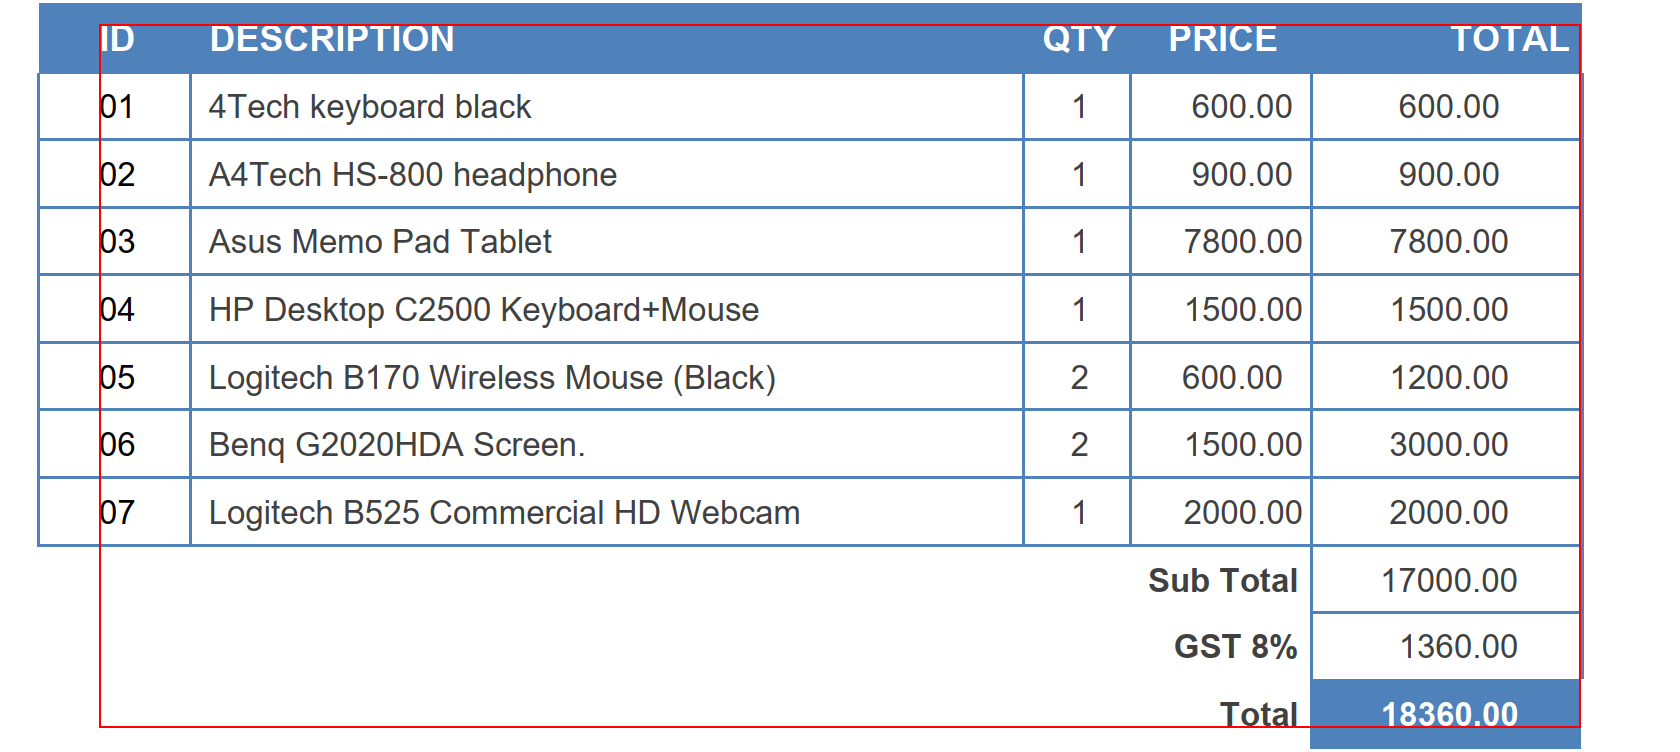 ID DESCRIPTION QTY PRICE TOTAL
01 4Tech keyboard black 1 600.00 600.00
02 A4Tech HS-800 headphone 1 900.00 900.00
03 Asus Memo Pad Tablet 1 7800.00 7800.00
04 HP Desktop C2500 Keyboard+Mouse 1 1500.00 1500.00
05 Logitech B170 Wireless Mouse (Black) 2 600.00 1200.00
06 Benq G2020HDA Screen. 2 1500.00 3000.00
07 Logitech B525 Commercial HD Webcam 1 2000.00 2000.00
Sub Total 17000.00
GST 8% 1360.00
Total 18360.00